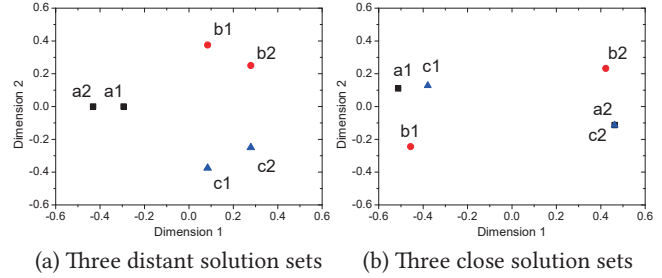 0.6
0.4
0.2
0.0
-0.2
-0.4
-0.6
Dimension 2
b1
b2
a2 a1
c1
c2
-0.6 -0.4 -0.2 0.0 0.2 0.4 0.6
Dimension 1
(a) Three distant solution sets
0.6
0.4
0.2
0.0
-0.2
-0.4
-0.6
Dimension 2
b2
a1 c1
a2
b1
c2
-0.6 -0.4 -0.2 0.0 0.2 0.4 0.6
Dimension 1
(b) Three close solution sets